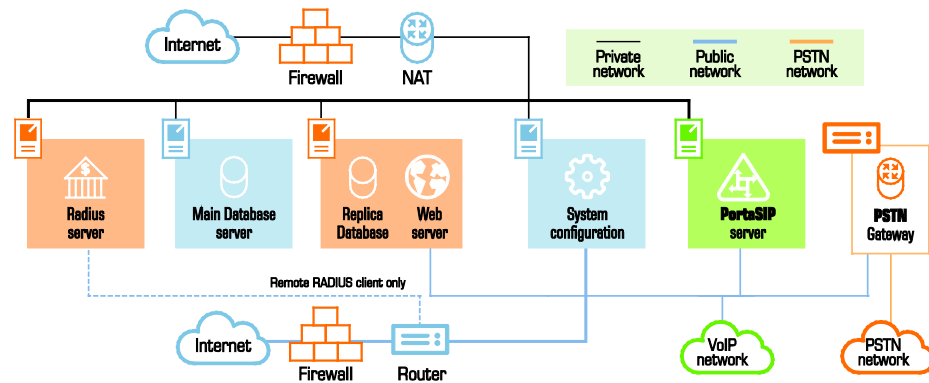 Internet
Firewall
NAT
Private network
Public network
PSTN network
Radius server
Main Database server
Replica Database
Web server
System configuration
PortaSIP server
PSTN Gateway
Remote RADIUS client only
Internet
Firewall
Router
VoIP network
PSTN network